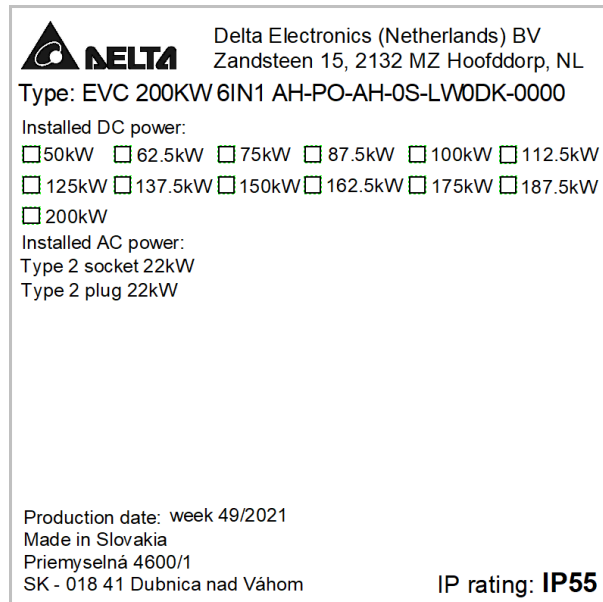 DELTA
Delta Electronics (Netherlands) BV
Zandsteen 15, 2132 MZ Hoofddorp, NL
Type: EVC 200KW 6IN1 AH-PO-AH-0S-LW0DK-0000
Installed DC power:
50kW 62.5kW 75kW 87.5kW 100kW 112.5kW
125kW 137.5kW 150kW 162.5kW 175kW 187.5kW
200kW
Installed AC power:
Type 2 socket 22kW
Type 2 plug 22kW
Production date: week 49/2021
Made in Slovakia
Priemyselná 4600/1
SK - 018 41 Dubnica nad Váhom
IP rating: IP55